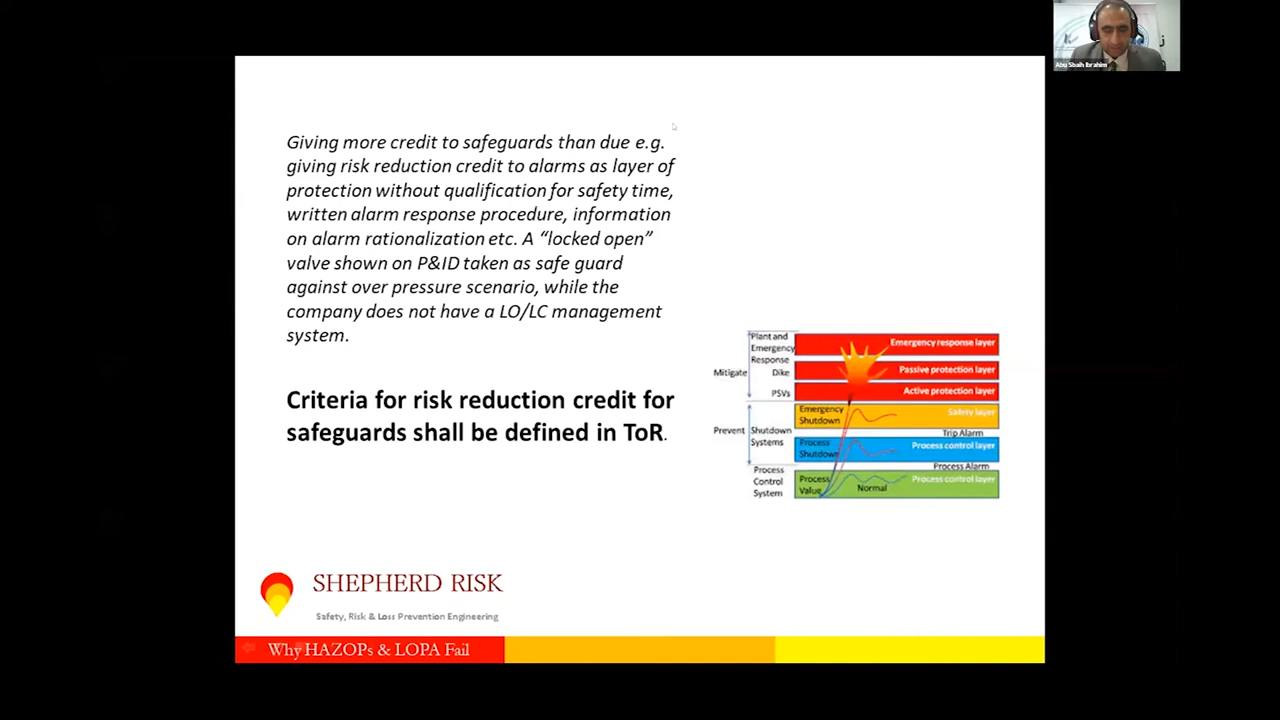 Abu Sbaih Ibrahim
Giving more credit to safeguards than due e.g.
giving risk reduction credit to alarms as layer of
protection without qualification for safety time,
written alarm response procedure, information
on alarm rationalization etc. A “locked open”
valve shown on P&ID taken as safe guard
against over pressure scenario, while the
company does not have a LO/LC management
system.
Criteria for risk reduction credit for
safeguards shall be defined in ToR.
Plant and
Emergency
Response
Emergency response layer
Mitigate
Dike
Passive protection layer
PSVs
Active protection layer
Emergency
Shutdown
Safety layer
Trip Alarm
Prevent
Shutdown
Systems
Process
Shutdown
Process control layer
Process Alarm
Process
Control
System
Process
Value
Normal
Process control layer
SHEPHERD RISK
Safety, Risk & Loss Prevention Engineering
Why HAZOPs & LOPA Fail